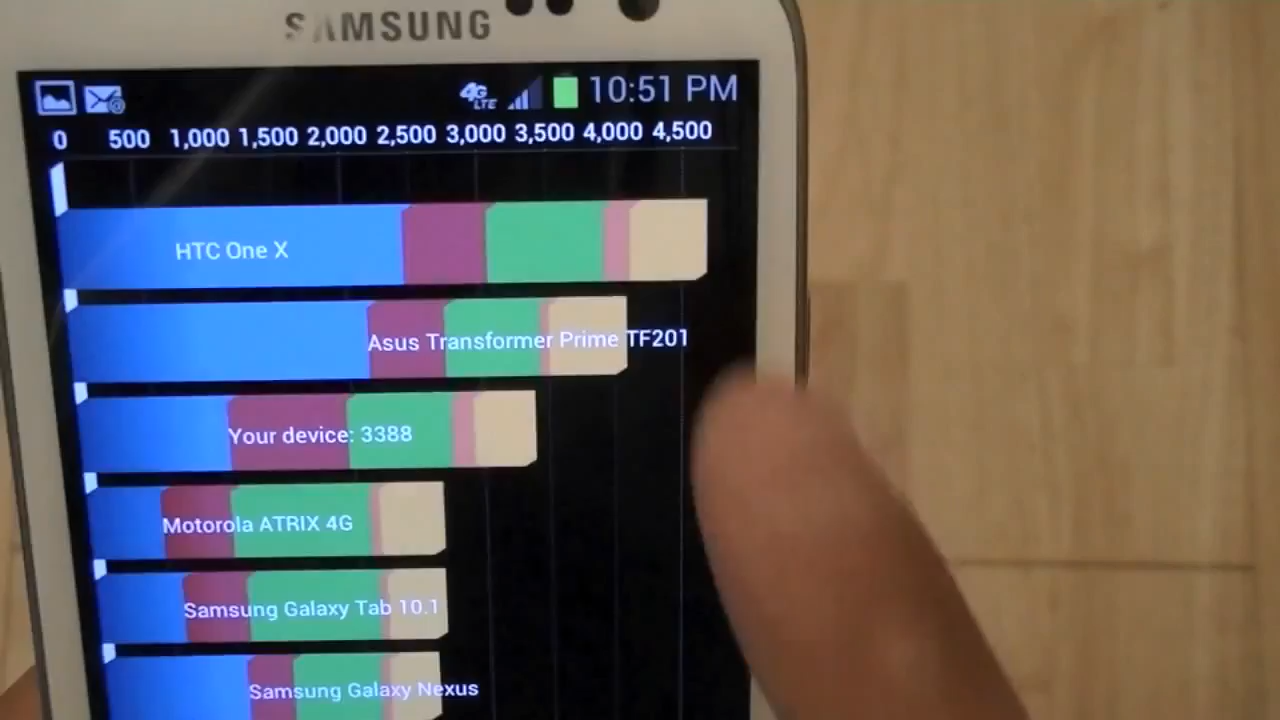 SAMSUNG
4G LTE 10:51 PM
0 500 1,000 1,500 2,000 2,500 3,000 3,500 4,000 4,500
HTC One X
Asus Transformer Prime TF201
Your device: 3388
Motorola ATRIX 4G
Samsung Galaxy Tab 10.1
Samsung Galaxy Nexus